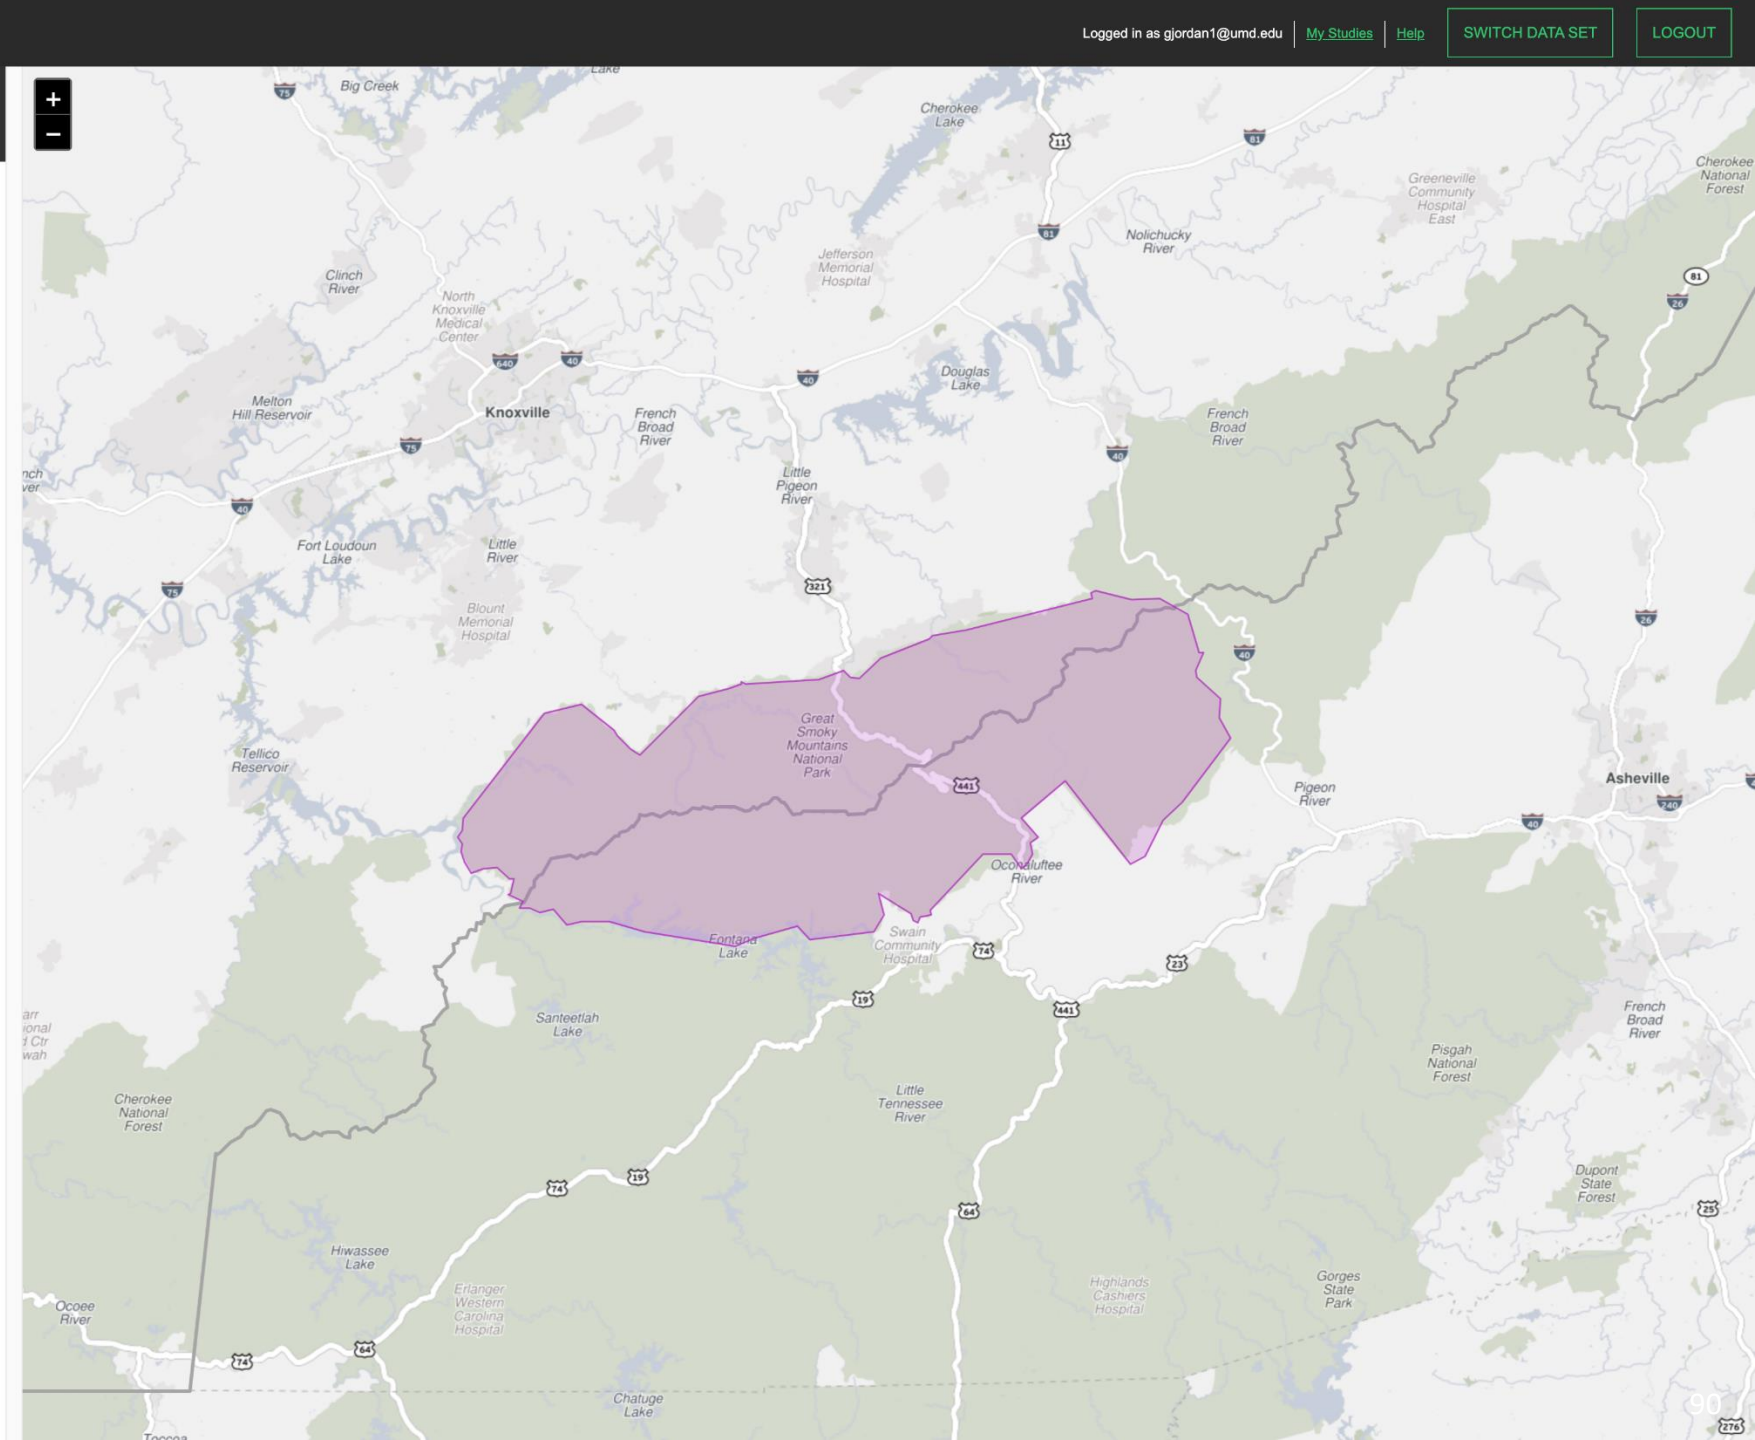 Logged in as gjordan1@umd.edu
My Studies
Help
SWITCH DATA SET
LOGOUT
+
−
Lake
75
Big Creek
Cherokee
Lake
11
81
Cherokee
National
Forest
Greeneville
Community
Hospital
East
81
Nolichucky
River
Jefferson
Memorial
Hospital
Clinch
River
81
26
North
Knoxville
Medical
Center
640
40
40
Douglas
Lake
Melton
Hill Reservoir
Knoxville
French
Broad
River
French
Broad
River
75
40
Little
Pigeon
River
40
Fort Loudoun
Lake
Little
River
75
321
Blount
Memorial
Hospital
26
40
Great
Smoky
Mountains
National
Park
Tellico
Reservoir
441
Pigeon
River
Asheville
240
40
Oconaluftee
River
Fontana
Lake
Swain
Community
Hospital
74
23
19
441
Santeetlah
Lake
French
Broad
River
Pisgah
National
Forest
Cherokee
National
Forest
Little
Tennessee
River
74
19
Dupont
State
Forest
64
25
Hiwassee
Lake
Erlanger
Western
Carolina
Hospital
Highlands
Cashiers
Hospital
Gorges
State
Park
Ocoee
River
74
64
Chatuge
Lake
90
276